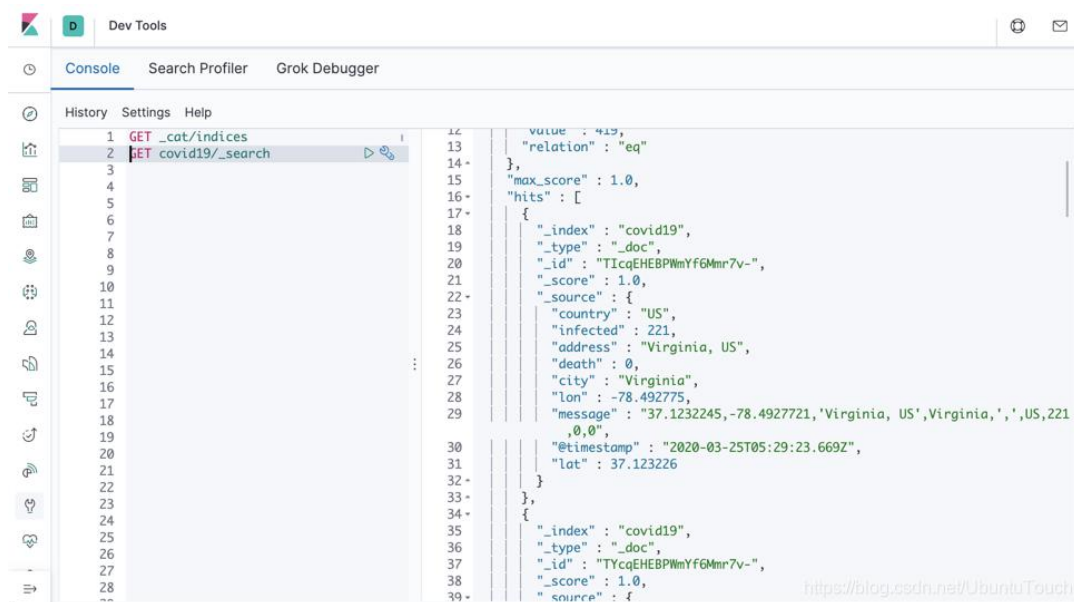 D Dev Tools
Console Search Profiler Grok Debugger
History Settings Help
1 GET _cat/indices
2 GET covid19/_search
3
4
5
6
7
8
9
10
11
12
13
14
15
16
17
18
19
20
21
22
23
24
25
26
27
28
12 "value" : 419,
13 "relation" : "eq"
14 },
15 "max_score" : 1.0,
16 "hits" : [
17 {
18 "_index" : "covid19",
19 "_type" : "_doc",
20 "_id" : "TIcqEHEBPWmYf6Mmr7v-",
21 "_score" : 1.0,
22 "_source" : {
23 "country" : "US",
24 "infected" : 221,
25 "address" : "Virginia, US",
26 "death" : 0,
27 "city" : "Virginia",
28 "lon" : -78.492775,
29 "message" : "37.1232245,-78.4927721,'Virginia, US',Virginia,',',US,221
,0,0",
30 "@timestamp" : "2020-03-25T05:29:23.669Z",
31 "lat" : 37.123226
32 }
33 },
34 {
35 "_index" : "covid19",
36 "_type" : "_doc",
37 "_id" : "TYcqEHEBPWmYf6Mmr7v-",
38 "_score" : 1.0,
39 "_source" : {
https://blog.csdn.net/UbuntuTouch